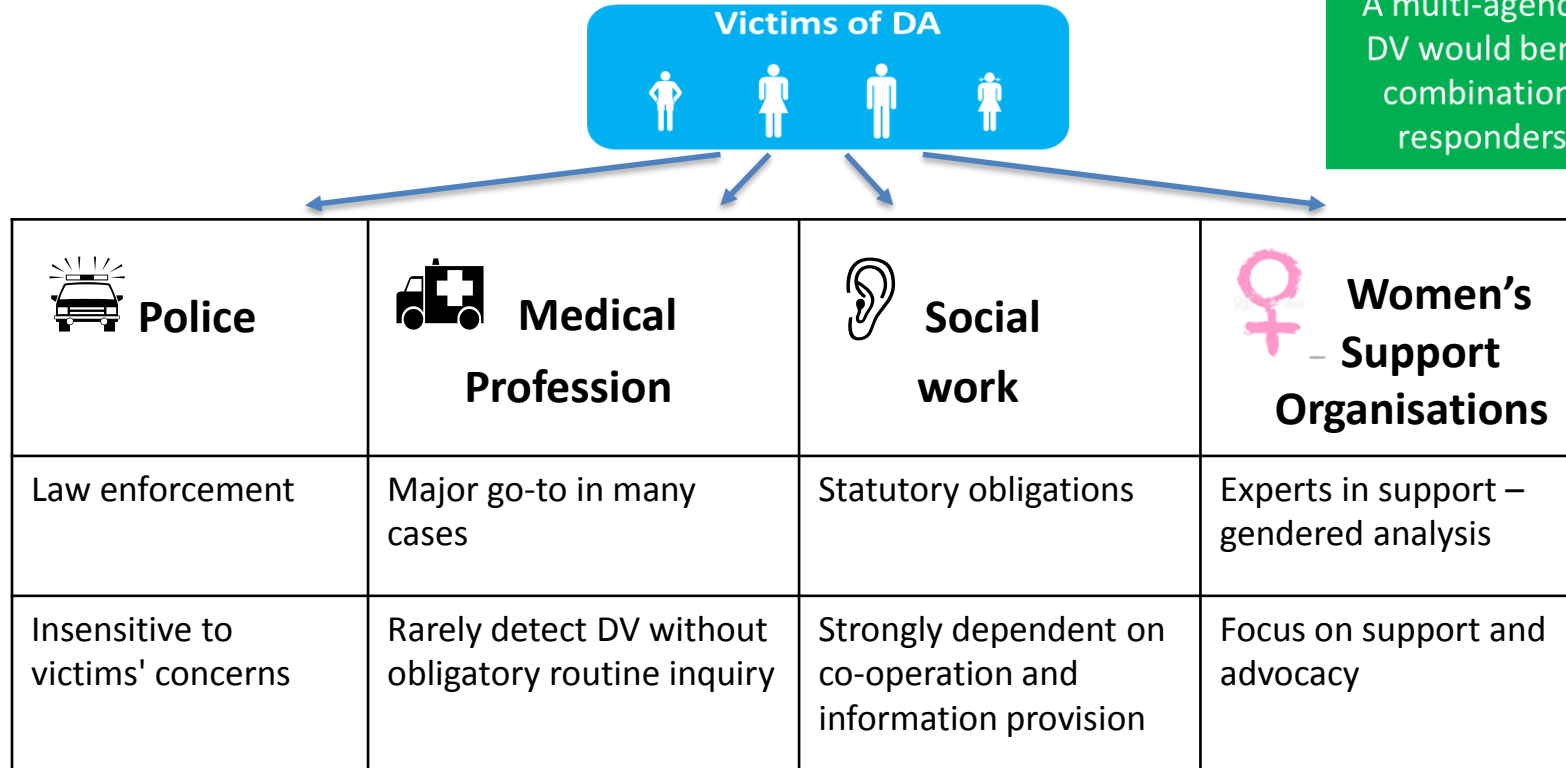 Victims of DA
A multi-agenc
DV would ber
combination
responders
Police
Medical
Profession
Social
work
Women’s
– Support
Organisations
Law enforcement
Major go-to in many
cases
Statutory obligations
Experts in support –
gendered analysis
Insensitive to
victims' concerns
Rarely detect DV without
obligatory routine inquiry
Strongly dependent on
co-operation and
information provision
Focus on support and
advocacy